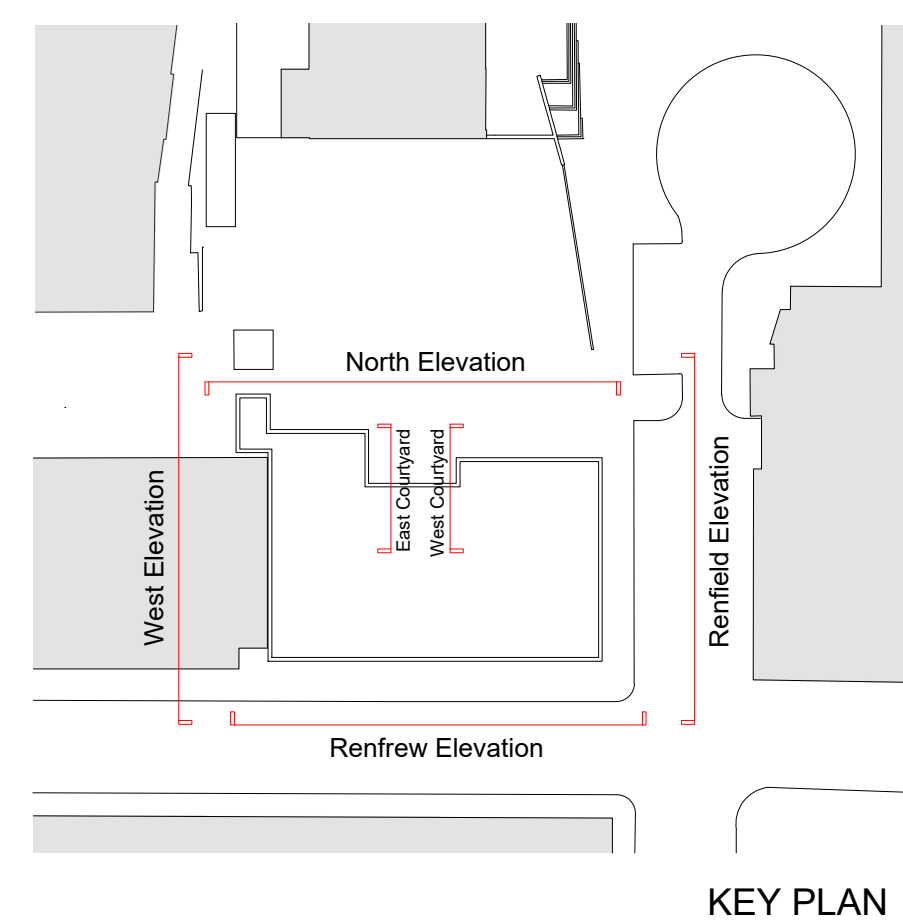 North Elevation
East Courtyard
West Courtyard
West Elevation
Renfield Elevation
Renfrew Elevation
KEY PLAN